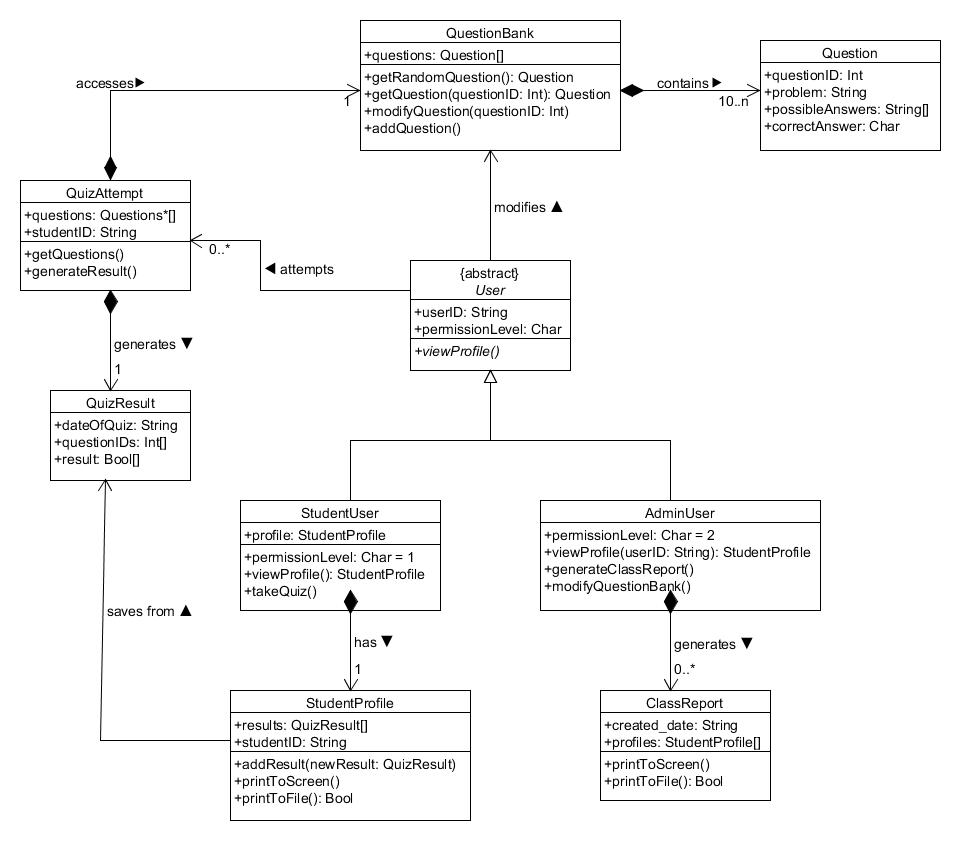 QuestionBank
+questions: Question[]
+getRandomQuestion(): Question
+getQuestion(questionID: Int): Question
+modifyQuestion(questionID: Int)
+addQuestion()
Question
+questionID: Int
+problem: String
+possibleAnswers: String[]
+correctAnswer: Char
accesses▶
1
contains ▶
10..n
QuizAttempt
+questions: Questions*[]
+studentID: String
+getQuestions()
+generateResult()
modifies ▲
0..*
◀ attempts
{abstract}
User
+userID: String
+permissionLevel: Char
+viewProfile()
generates ▼
1
QuizResult
+dateOfQuiz: String
+questionIDs: Int[]
+result: Bool[]
StudentUser
+profile: StudentProfile
+permissionLevel: Char = 1
+viewProfile(): StudentProfile
+takeQuiz()
AdminUser
+permissionLevel: Char = 2
+viewProfile(userID: String): StudentProfile
+generateClassReport()
+modifyQuestionBank()
saves from ▲
has ▼
1
generates ▼
0..*
StudentProfile
+results: QuizResult[]
+studentID: String
+addResult(newResult: QuizResult)
+printToScreen()
+printToFile(): Bool
ClassReport
+created_date: String
+profiles: StudentProfile[]
+printToScreen()
+printToFile(): Bool